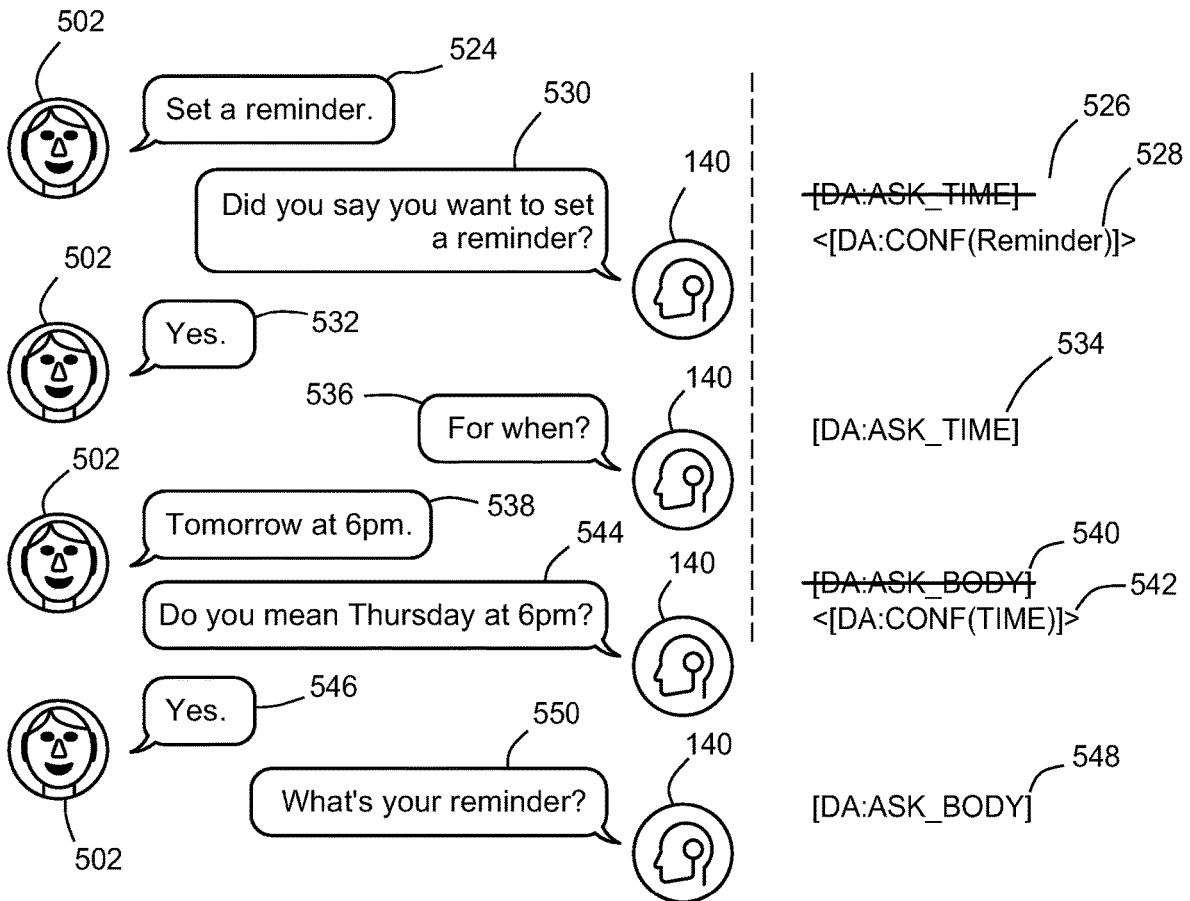 502
524
Set a reminder.
530
526
140
528
[DA:ASK_TIME]
Did you say you want to set
a reminder?
<[DA:CONF(Reminder)]>
502
Yes.
532
140
534
536
For when?
[DA:ASK_TIME]
502
Tomorrow at 6pm.
538
544
140
540
[DA:ASK_BODY]
542
Do you mean Thursday at 6pm?
<[DA:CONF(TIME)]>
Yes.
546
550
140
548
What's your reminder?
[DA:ASK_BODY]
502